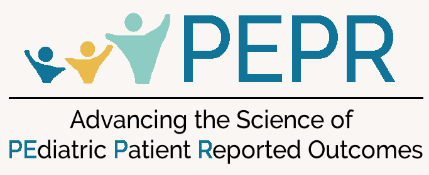 PEPR
Advancing the Science of
PEdiatric Patient Reported Outcomes